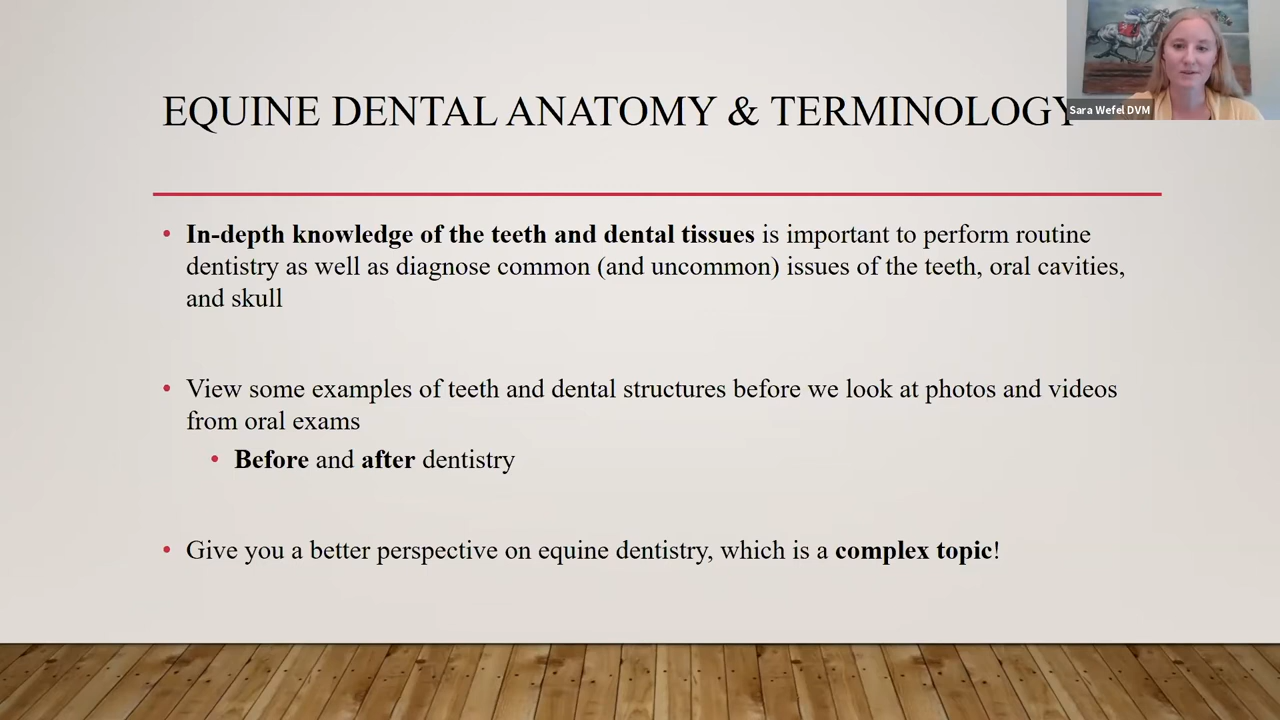 EQUINE DENTAL ANATOMY & TERMINOLOGY
Sara Wefel DVM
• In-depth knowledge of the teeth and dental tissues is important to perform routine
dentistry as well as diagnose common (and uncommon) issues of the teeth, oral cavities,
and skull
• View some examples of teeth and dental structures before we look at photos and videos
from oral exams
• Before and after dentistry
• Give you a better perspective on equine dentistry, which is a complex topic!